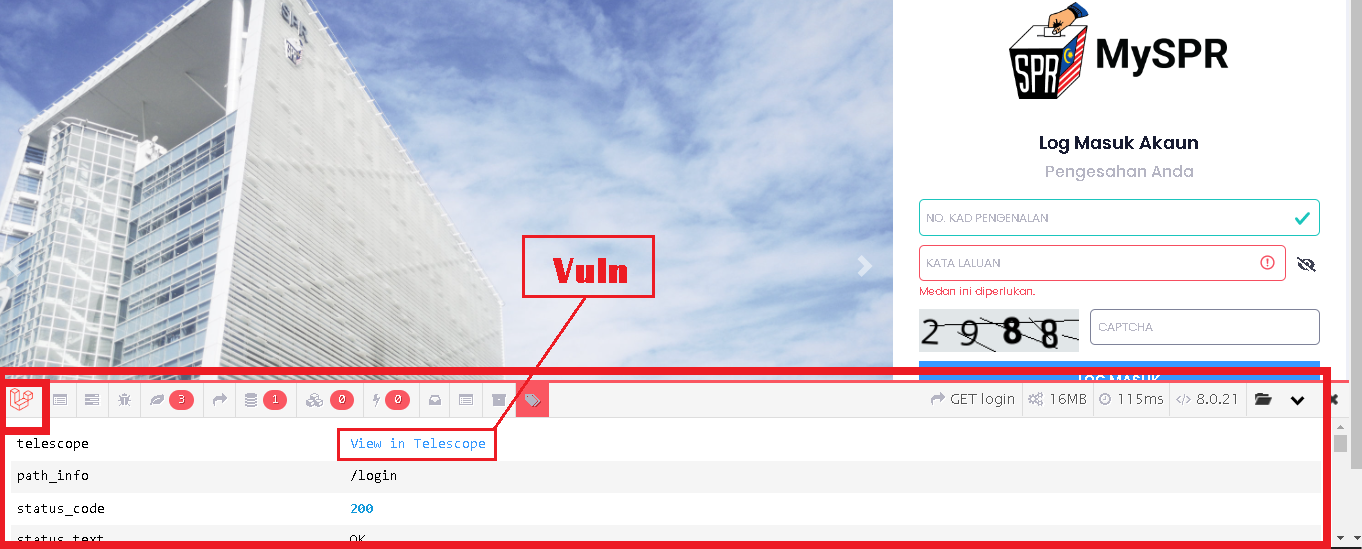 SPR
SPR
MySPR
Log Masuk Akaun
Pengesahan Anda
NO. KAD PENGENALAN
KATA LALUAN
Medan ini diperlukan.
2988
CAPTCHA
LOG MASUK
Vuln
3
1
0
0
GET login
16MB
115ms
8.0.21
telescope View in Telescope
path_info /login
status_code 200
status_text OK